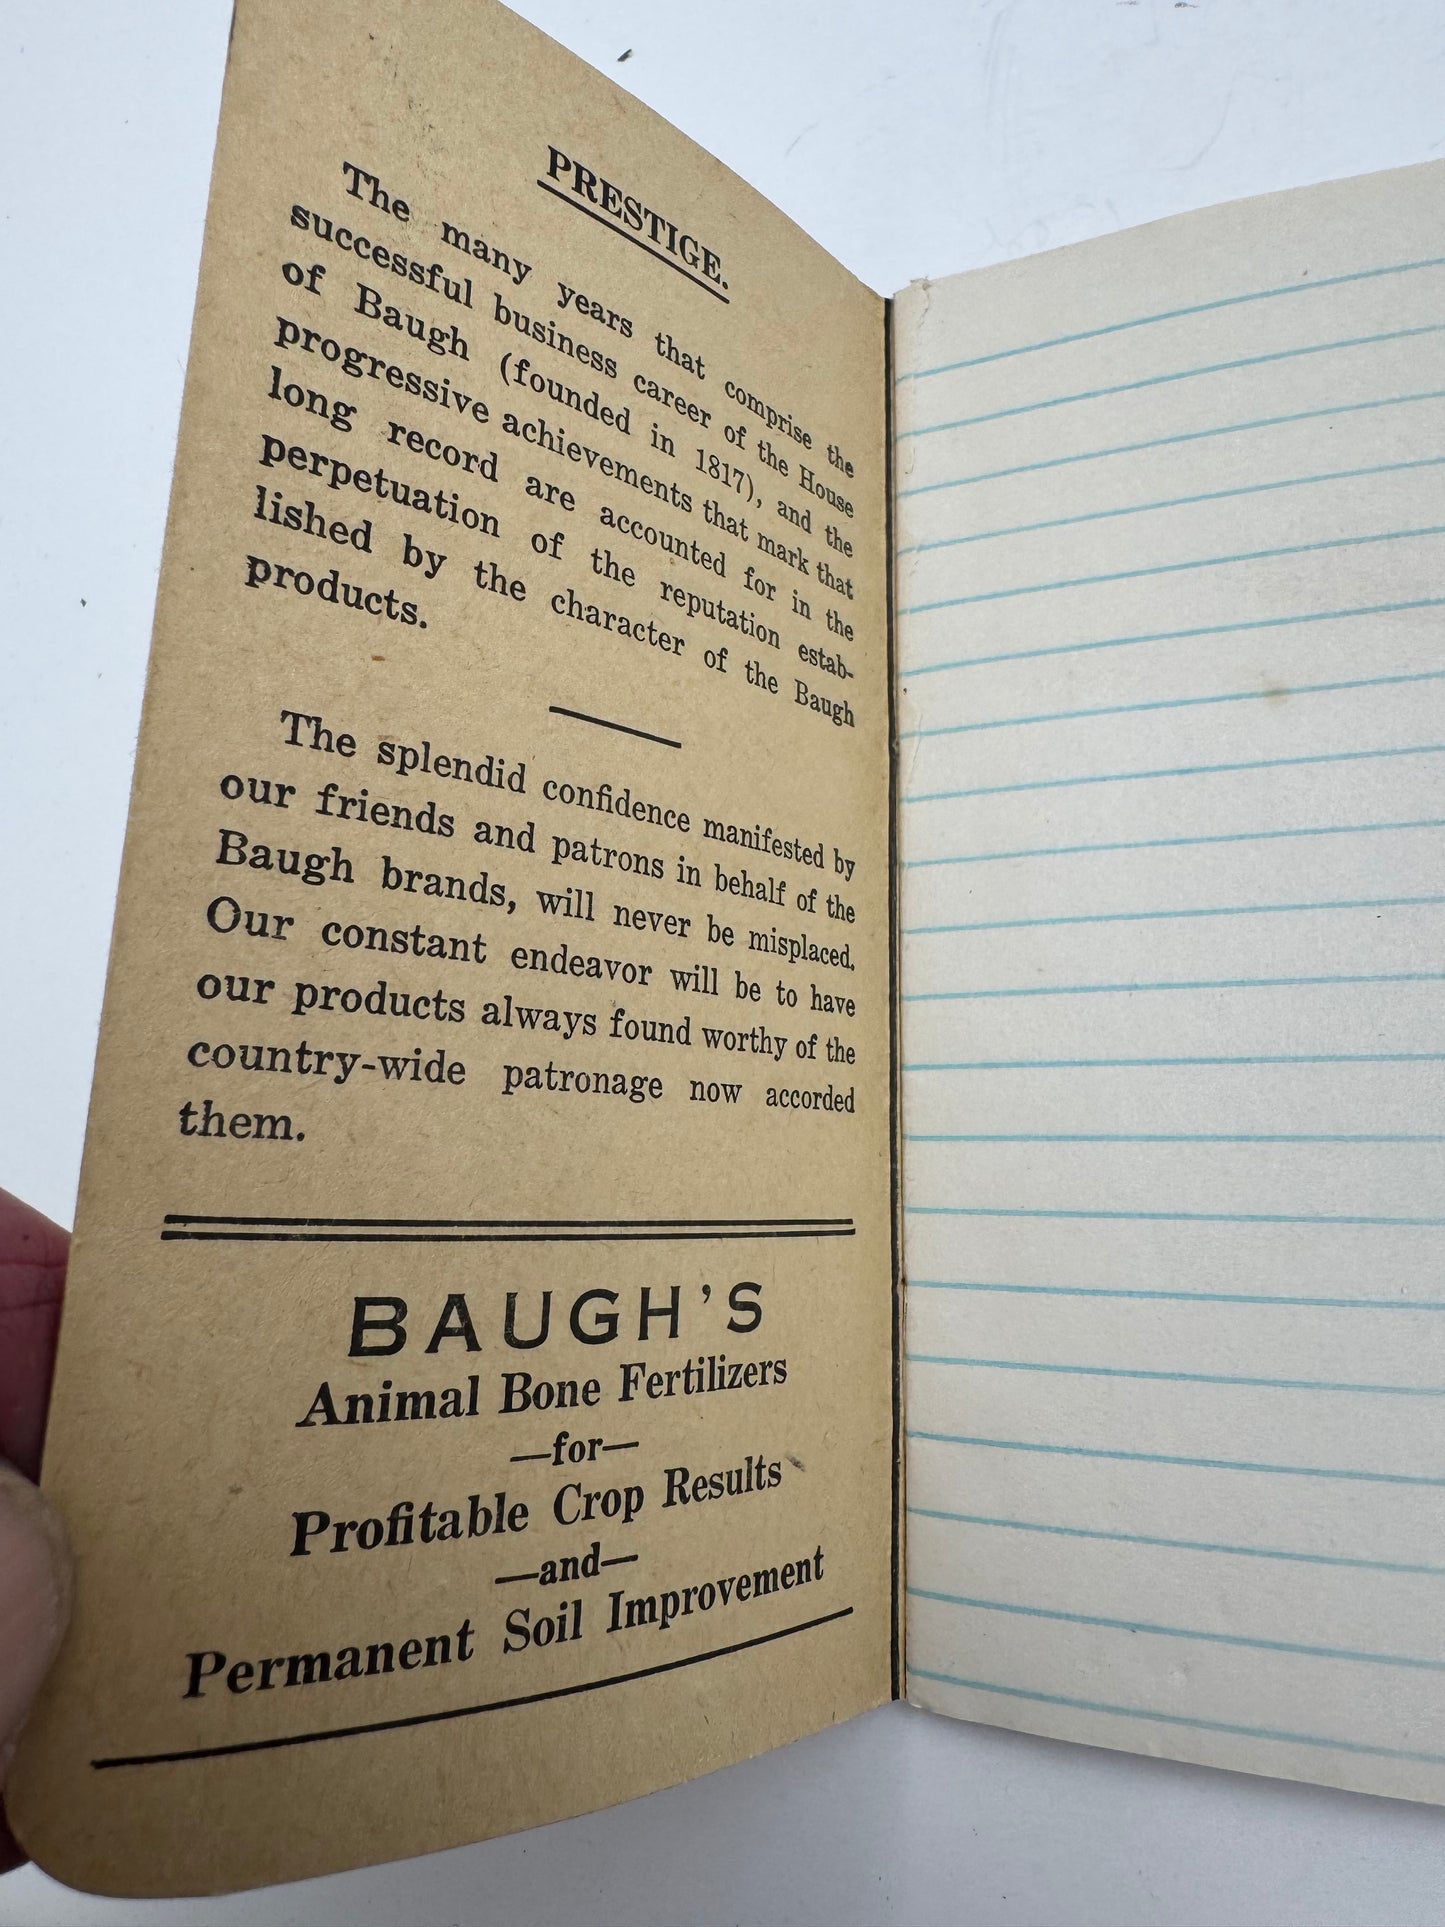 PRESTIGE.
The many years that comprise the
successful business career of the House
of Baugh (founded in 1817), and the
progressive achievements that mark that
long record are accounted for in the
perpetuation of the reputation estab-
lished by the character of the Baugh
products.
The splendid confidence manifested by
our friends and patrons in behalf of the
Baugh brands, will never be misplaced.
Our constant endeavor will be to have
our products always found worthy of the
country-wide patronage now accorded
them.
BAUGH'S
Animal Bone Fertilizers
—for—
Profitable Crop Results
—and—
Permanent Soil Improvement